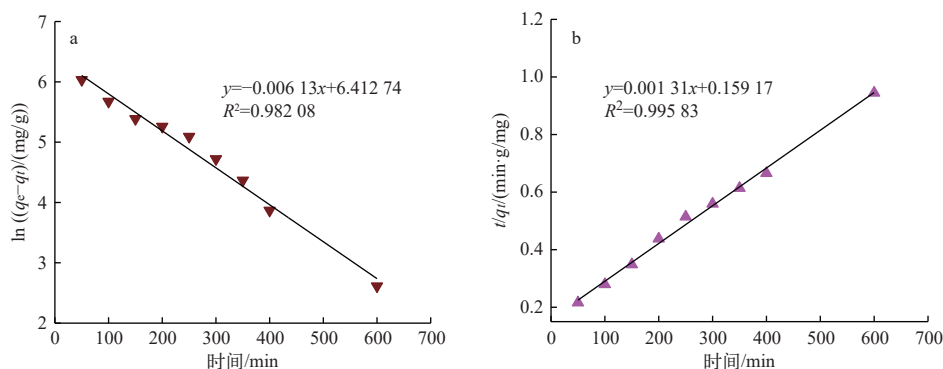 a
y=−0.006 13x+6.412 74
R²=0.982 08
ln ((qe−qt)/(mg/g))
7
6
5
4
3
2
0 100 200 300 400 500 600 700
时间/min
b
y=0.001 31x+0.159 17
R²=0.995 83
t/qt/(min·g/mg)
1.2
1.0
0.8
0.6
0.4
0.2
0 100 200 300 400 500 600 700
时间/min